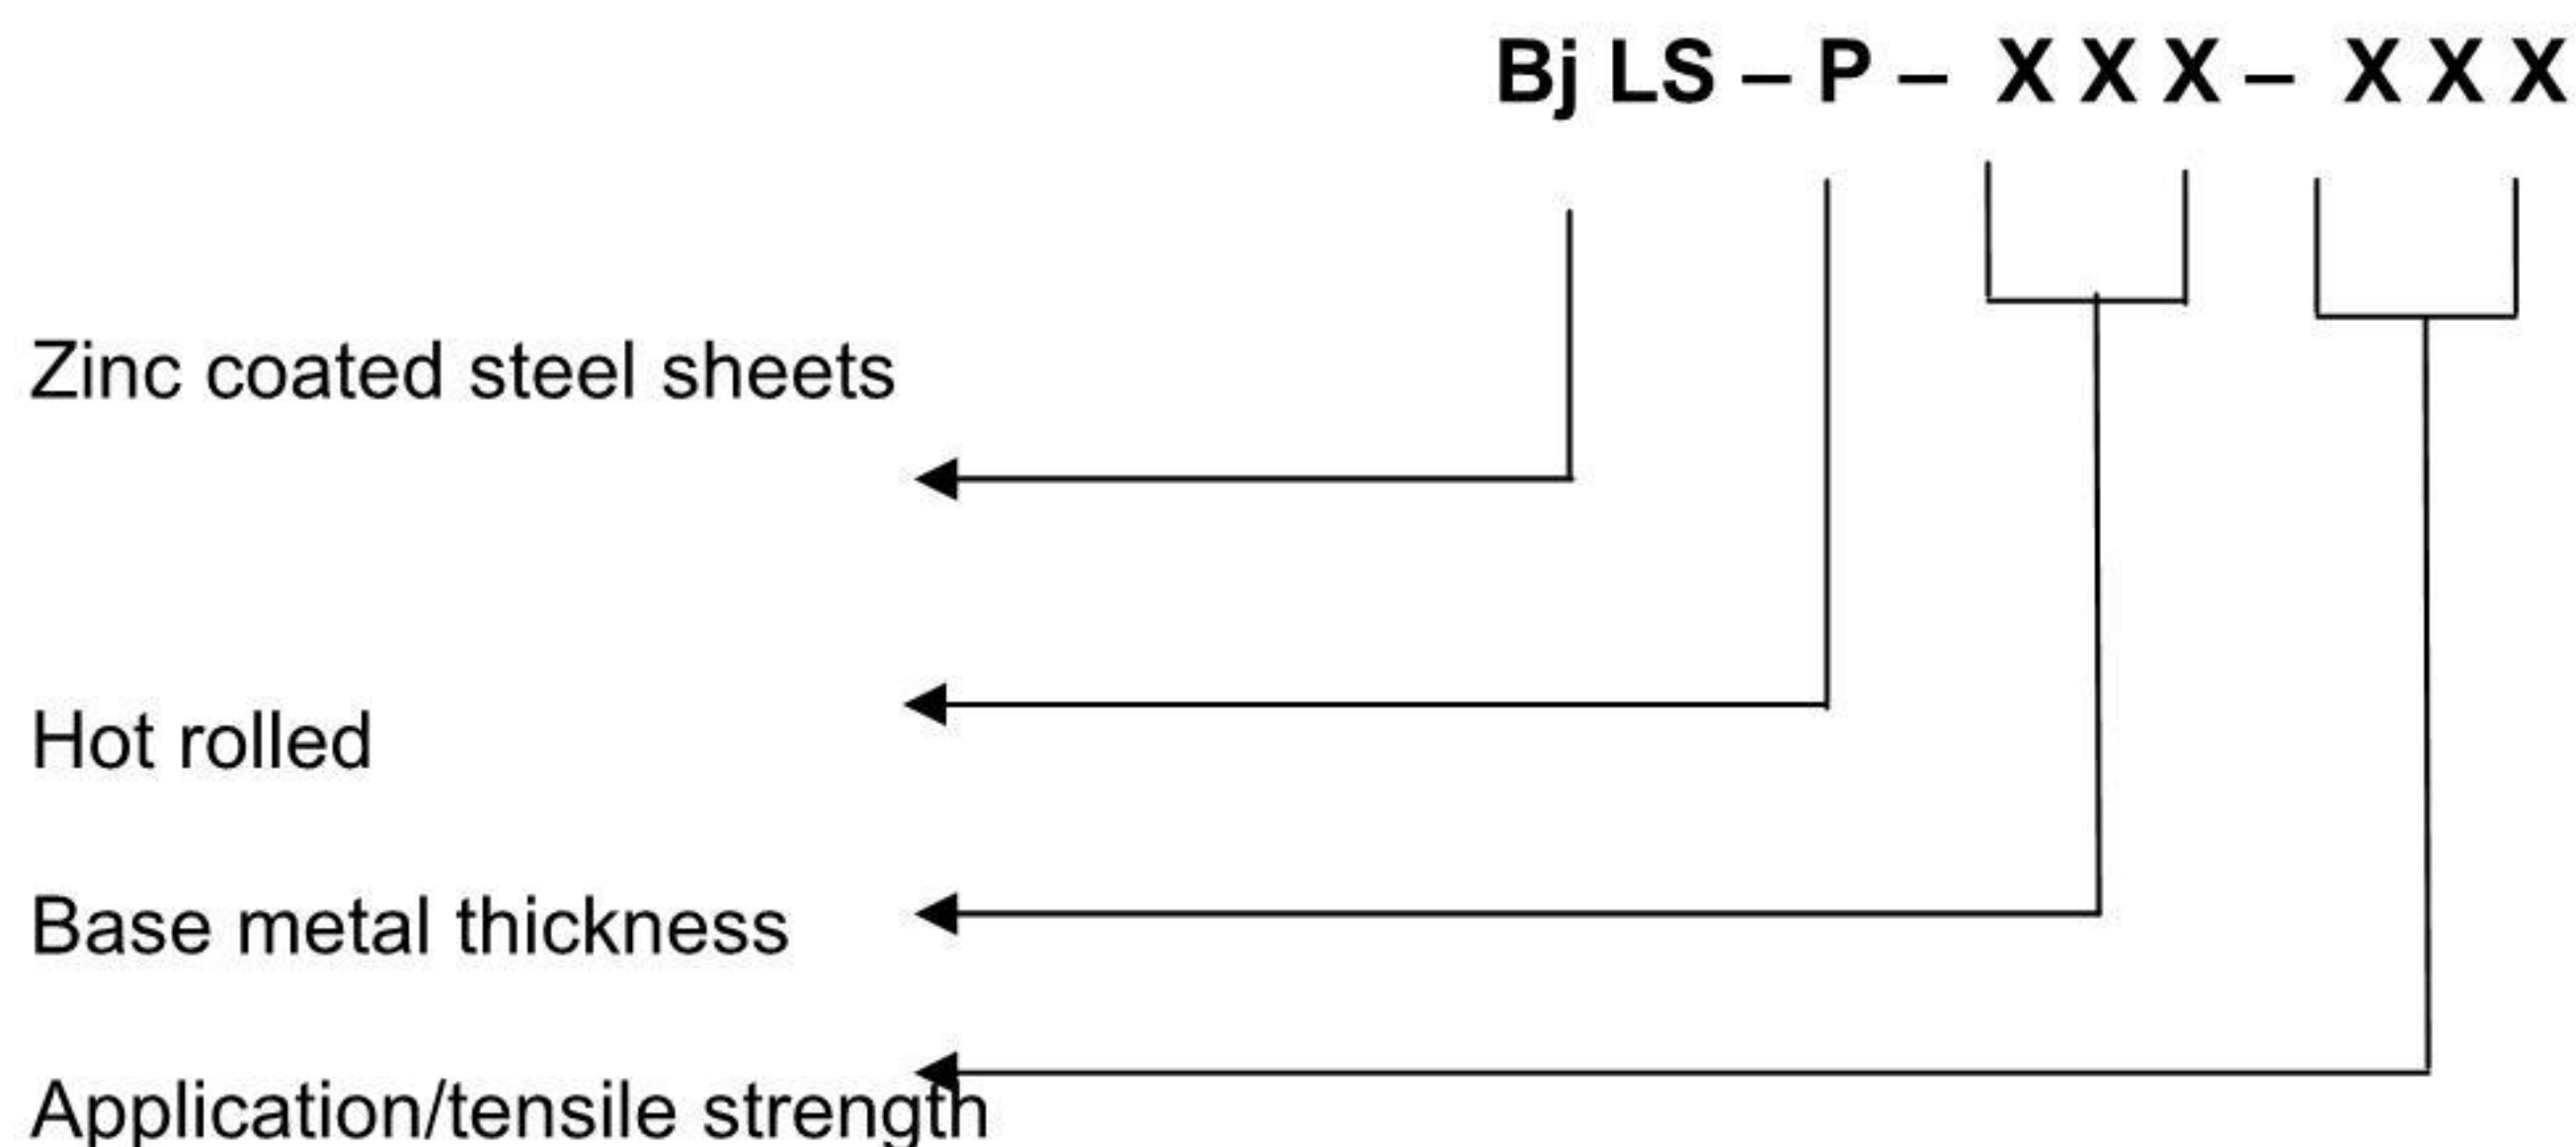 Bj LS – P – X X X – X X X
Zinc coated steel sheets
Hot rolled
Base metal thickness
Application/tensile strength